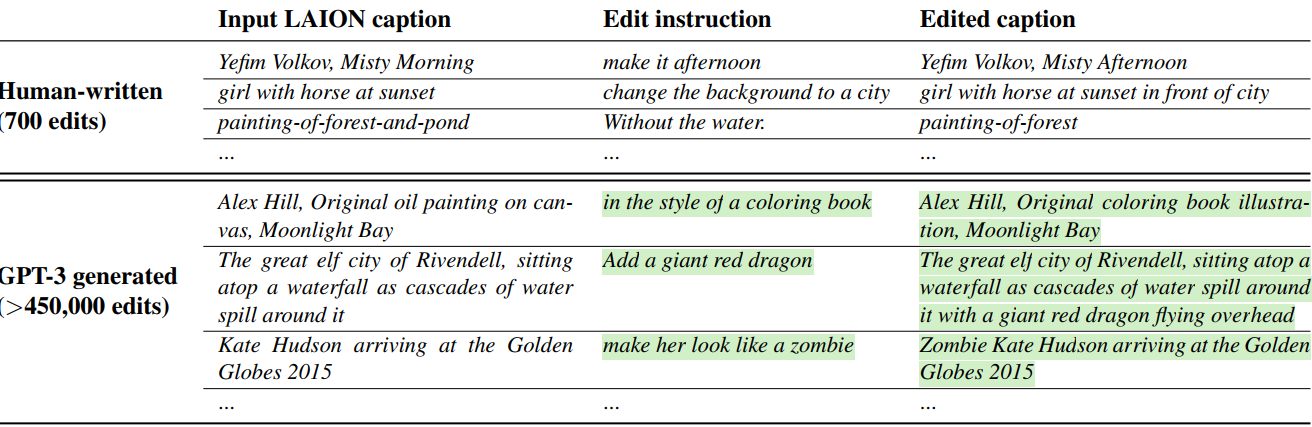 Input LAION caption Edit instruction Edited caption
Yefim Volkov, Misty Morning make it afternoon Yefim Volkov, Misty Afternoon
Human-written
(700 edits)
girl with horse at sunset change the background to a city girl with horse at sunset in front of city
painting-of-forest-and-pond Without the water. painting-of-forest
... ... ...
GPT-3 generated
(>450,000 edits)
Alex Hill, Original oil painting on can-
vas, Moonlight Bay
in the style of a coloring book
Alex Hill, Original coloring book illustra-
tion, Moonlight Bay
The great elf city of Rivendell, sitting
atop a waterfall as cascades of water
spill around it
Add a giant red dragon
The great elf city of Rivendell, sitting atop a
waterfall as cascades of water spill around
it with a giant red dragon flying overhead
Kate Hudson arriving at the Golden
Globes 2015
make her look like a zombie
Zombie Kate Hudson arriving at the Golden
Globes 2015
... ... ...